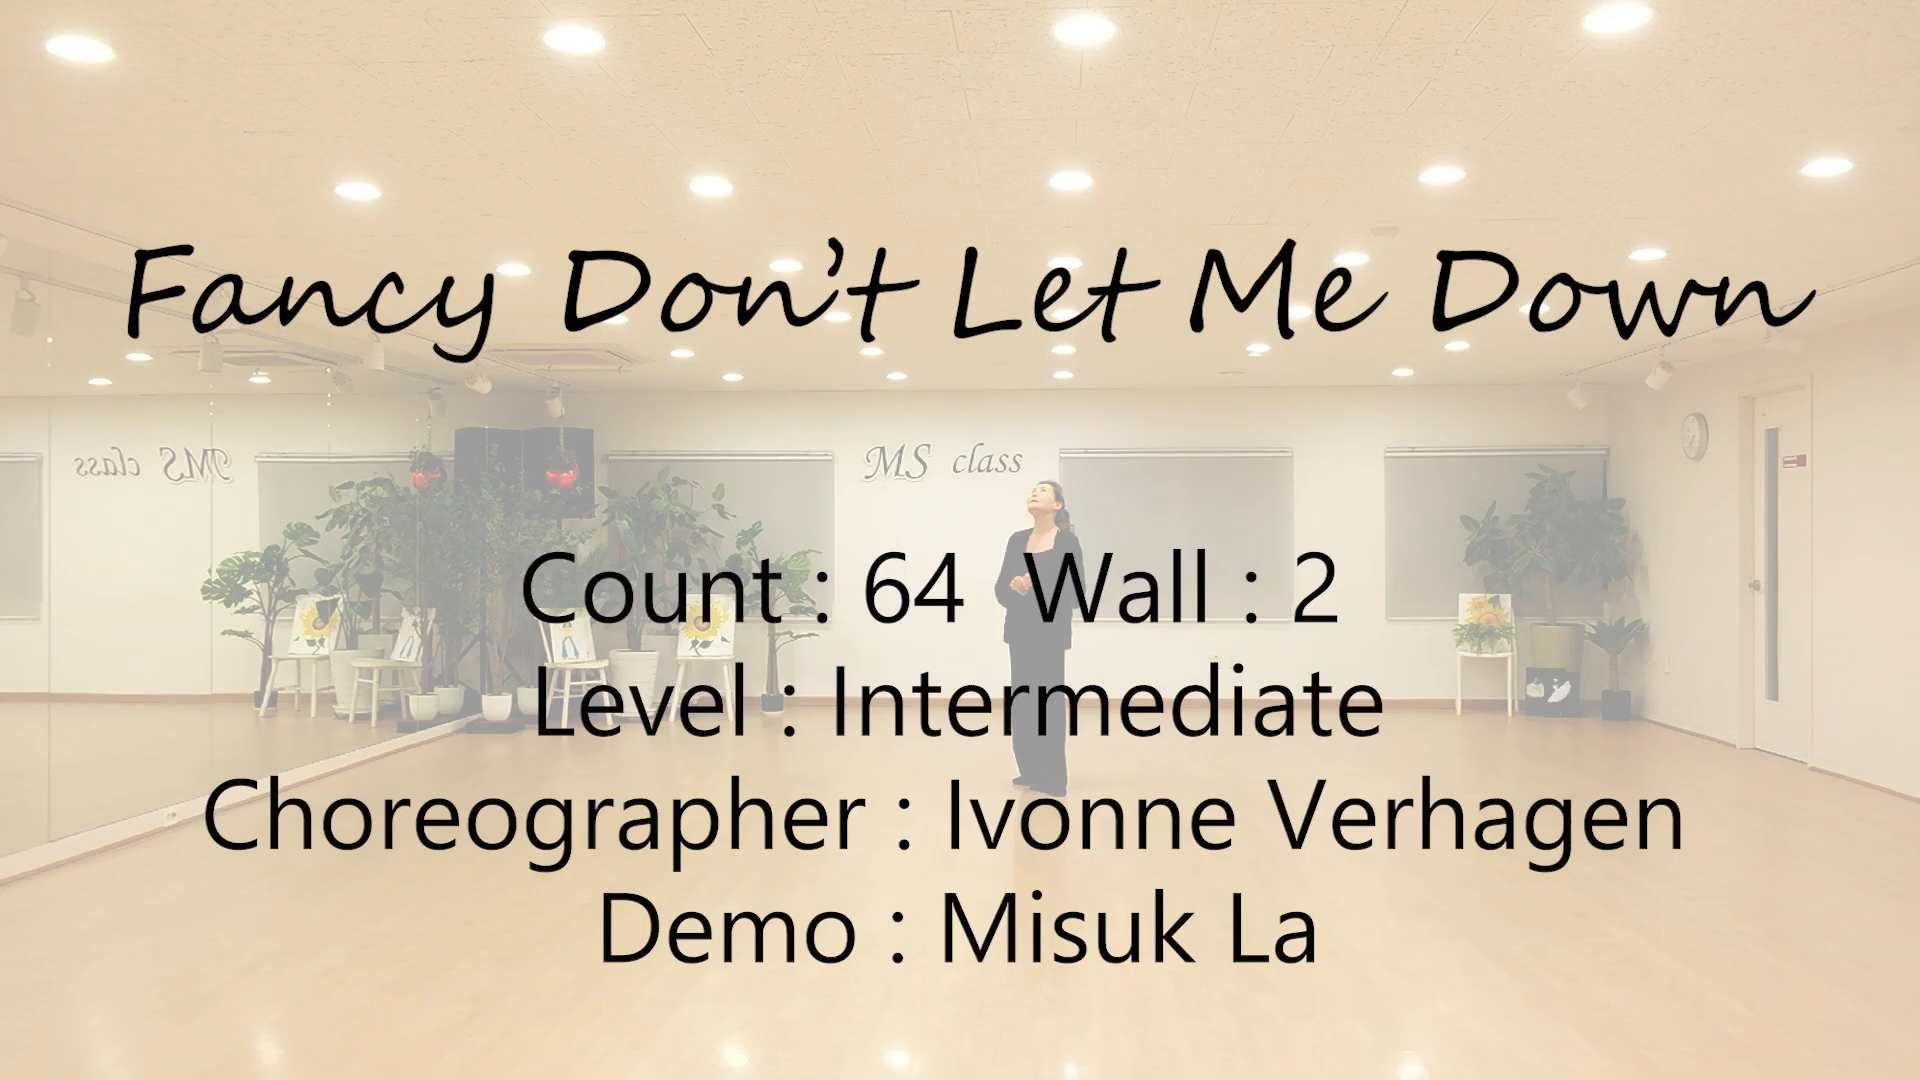 Fancy Don't Let Me Down
MS class
MS class
Count : 64 Wall : 2
Level : Intermediate
Choreographer : Ivonne Verhagen
Demo : Misuk La